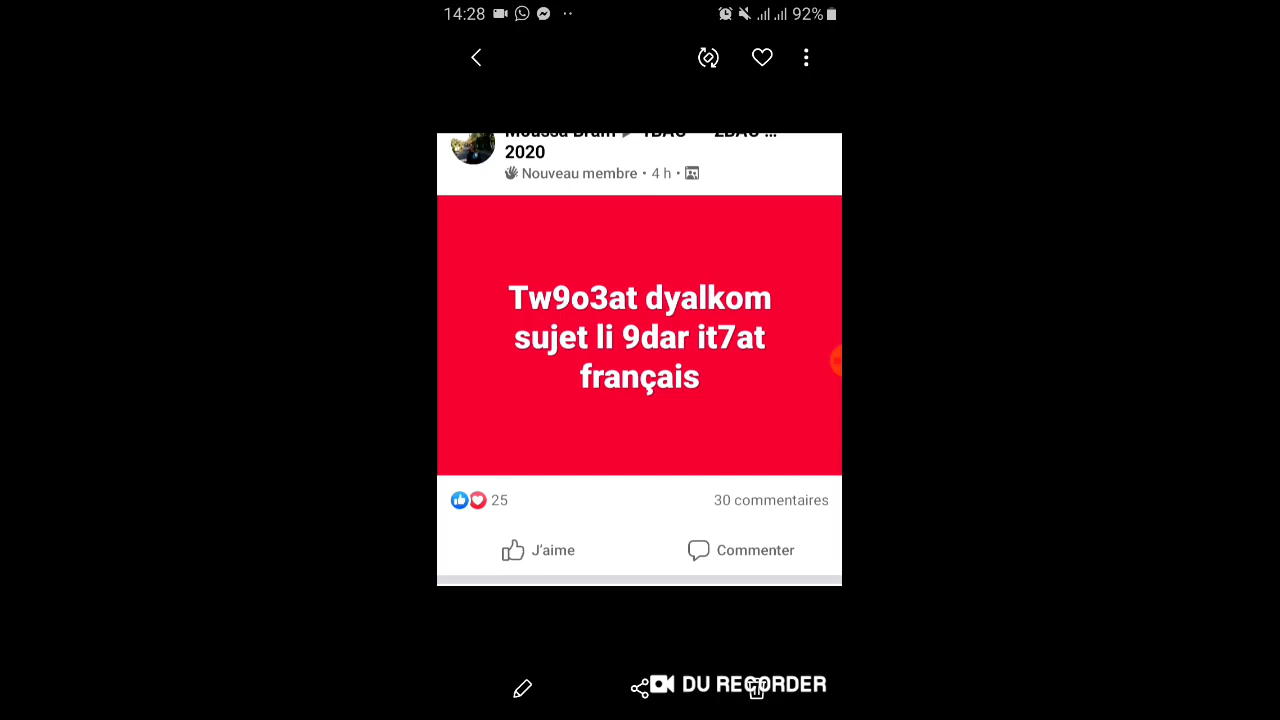 14:28
92%
2020
Nouveau membre • 4 h •
Tw9o3at dyalkom
sujet li 9dar it7at
français
25
30 commentaires
J'aime
Commenter
DU RECORDER